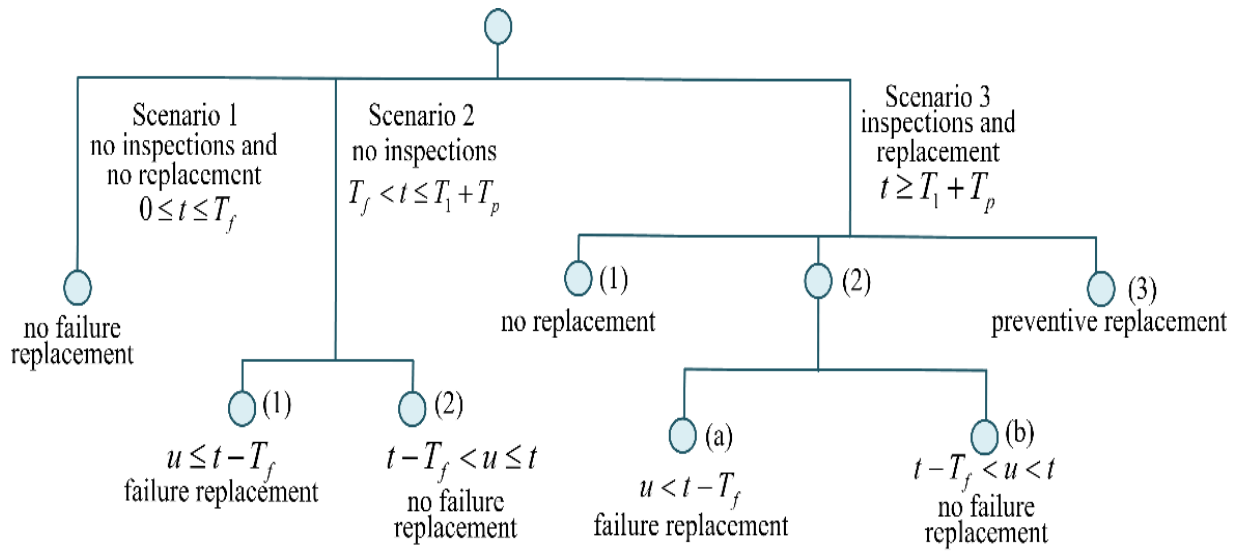 Scenario 1
no inspections and
no replacement
0 ≤ t ≤ T_f
Scenario 2
no inspections
T_f < t ≤ T_1 + T_p
Scenario 3
inspections and
replacement
t ≥ T_1 + T_p
no failure
replacement
(1)
no replacement
(2)
(3)
preventive replacement
(1)
u ≤ t − T_f
failure replacement
(2)
t − T_f < u ≤ t
no failure
replacement
(a)
u < t − T_f
failure replacement
(b)
t − T_f < u < t
no failure
replacement